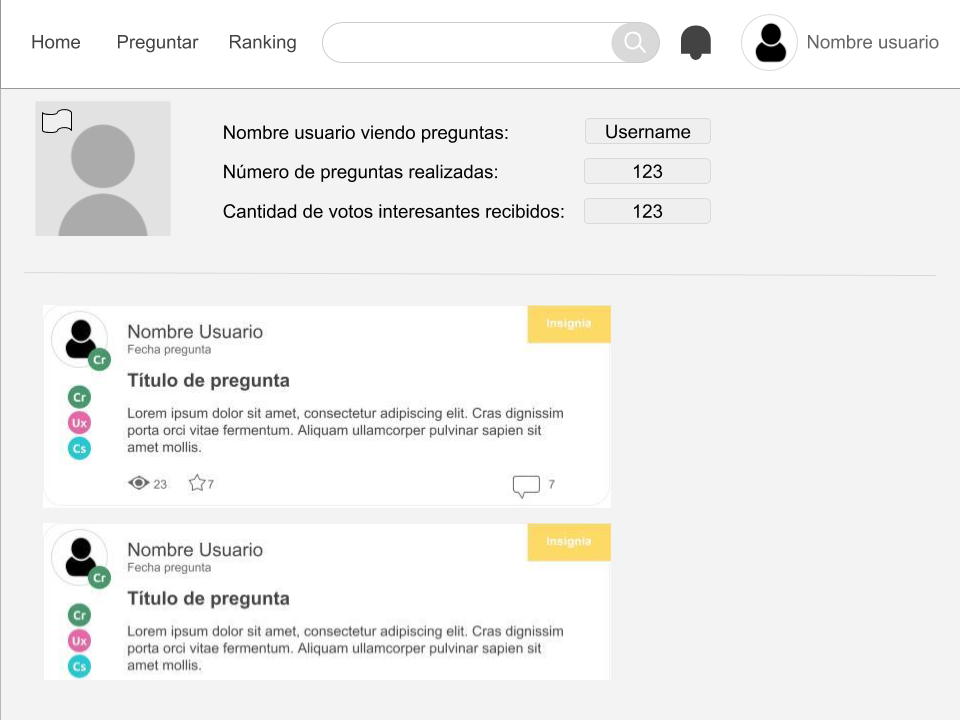 Home Preguntar Ranking Nombre usuario
Nombre usuario viendo preguntas: Username
Número de preguntas realizadas: 123
Cantidad de votos interesantes recibidos: 123
Insignia
Nombre Usuario
Fecha pregunta
Cr
Título de pregunta
Cr
Lorem ipsum dolor sit amet, consectetur adipiscing elit. Cras dignissim
Ux
porta orci vitae fermentum. Aliquam ullamcorper pulvinar sapien sit
Cs
amet mollis.
23 7 7
Insignia
Nombre Usuario
Fecha pregunta
Cr
Título de pregunta
Cr
Lorem ipsum dolor sit amet, consectetur adipiscing elit. Cras dignissim
Ux
porta orci vitae fermentum. Aliquam ullamcorper pulvinar sapien sit
Cs
amet mollis.